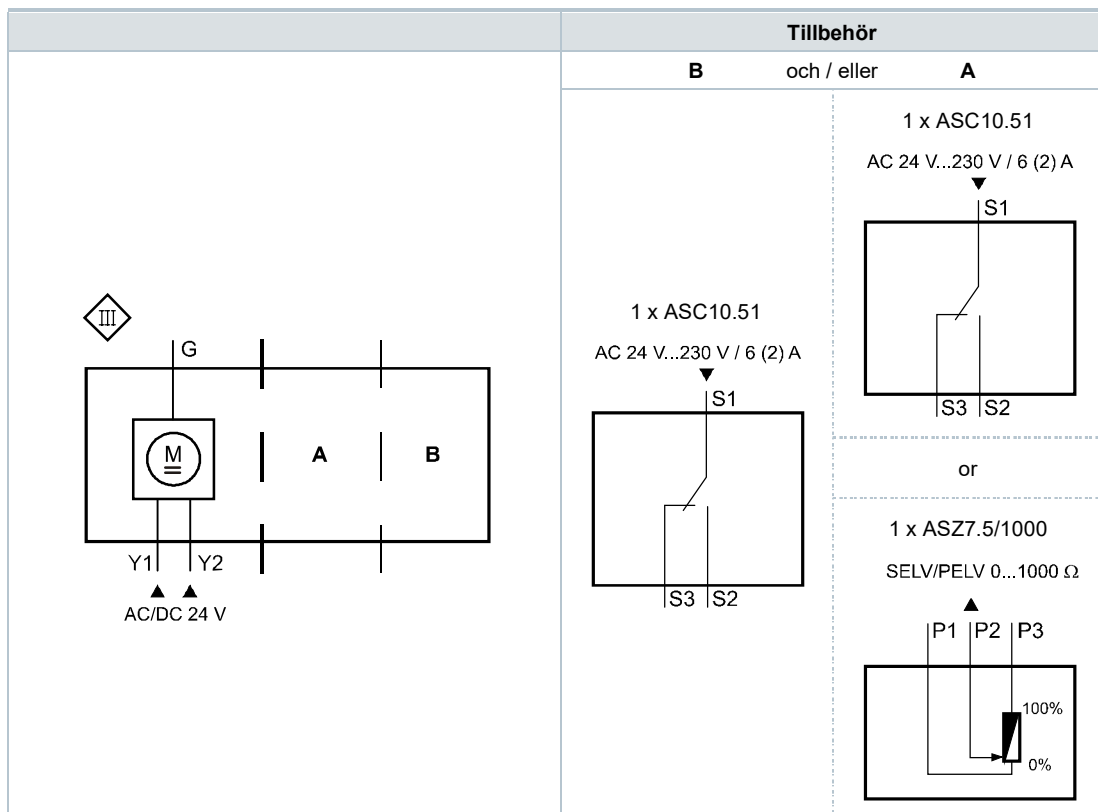 Tillbehör
B och / eller A
III
G
M
A B
Y1 Y2
AC/DC 24 V
1 x ASC10.51
AC 24 V...230 V / 6 (2) A
S1
S3 S2
1 x ASC10.51
AC 24 V...230 V / 6 (2) A
S1
S3 S2
or
1 x ASZ7.5/1000
SELV/PELV 0...1000 Ω
P1 P2 P3
100%
0%